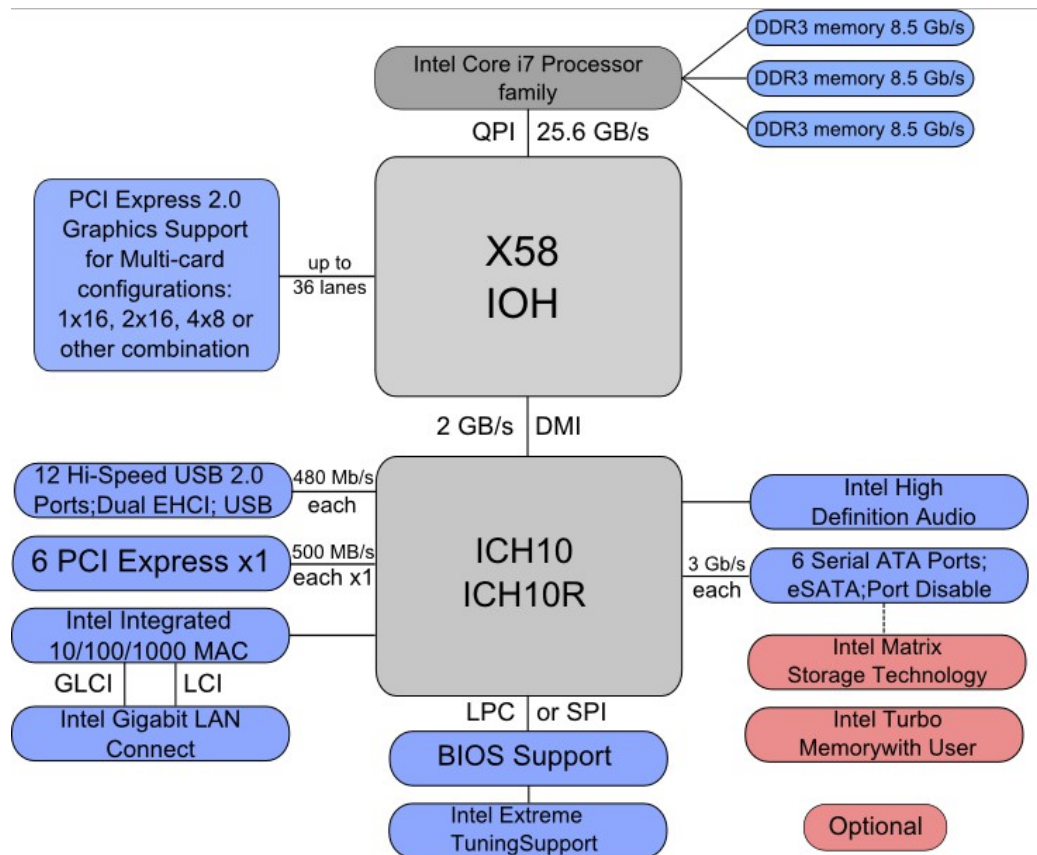 Intel Core i7 Processor
family
DDR3 memory 8.5 Gb/s
DDR3 memory 8.5 Gb/s
DDR3 memory 8.5 Gb/s
QPI 25.6 GB/s
PCI Express 2.0
Graphics Support
for Multi-card
configurations:
1x16, 2x16, 4x8 or
other combination
up to
36 lanes
X58
IOH
2 GB/s DMI
12 Hi-Speed USB 2.0
Ports;Dual EHCI; USB
480 Mb/s
each
6 PCI Express x1
500 MB/s
each x1
Intel Integrated
10/100/1000 MAC
GLCI LCI
Intel Gigabit LAN
Connect
ICH10
ICH10R
Intel High
Definition Audio
3 Gb/s
each
6 Serial ATA Ports;
eSATA;Port Disable
Intel Matrix
Storage Technology
Intel Turbo
Memorywith User
LPC or SPI
BIOS Support
Intel Extreme
TuningSupport
Optional